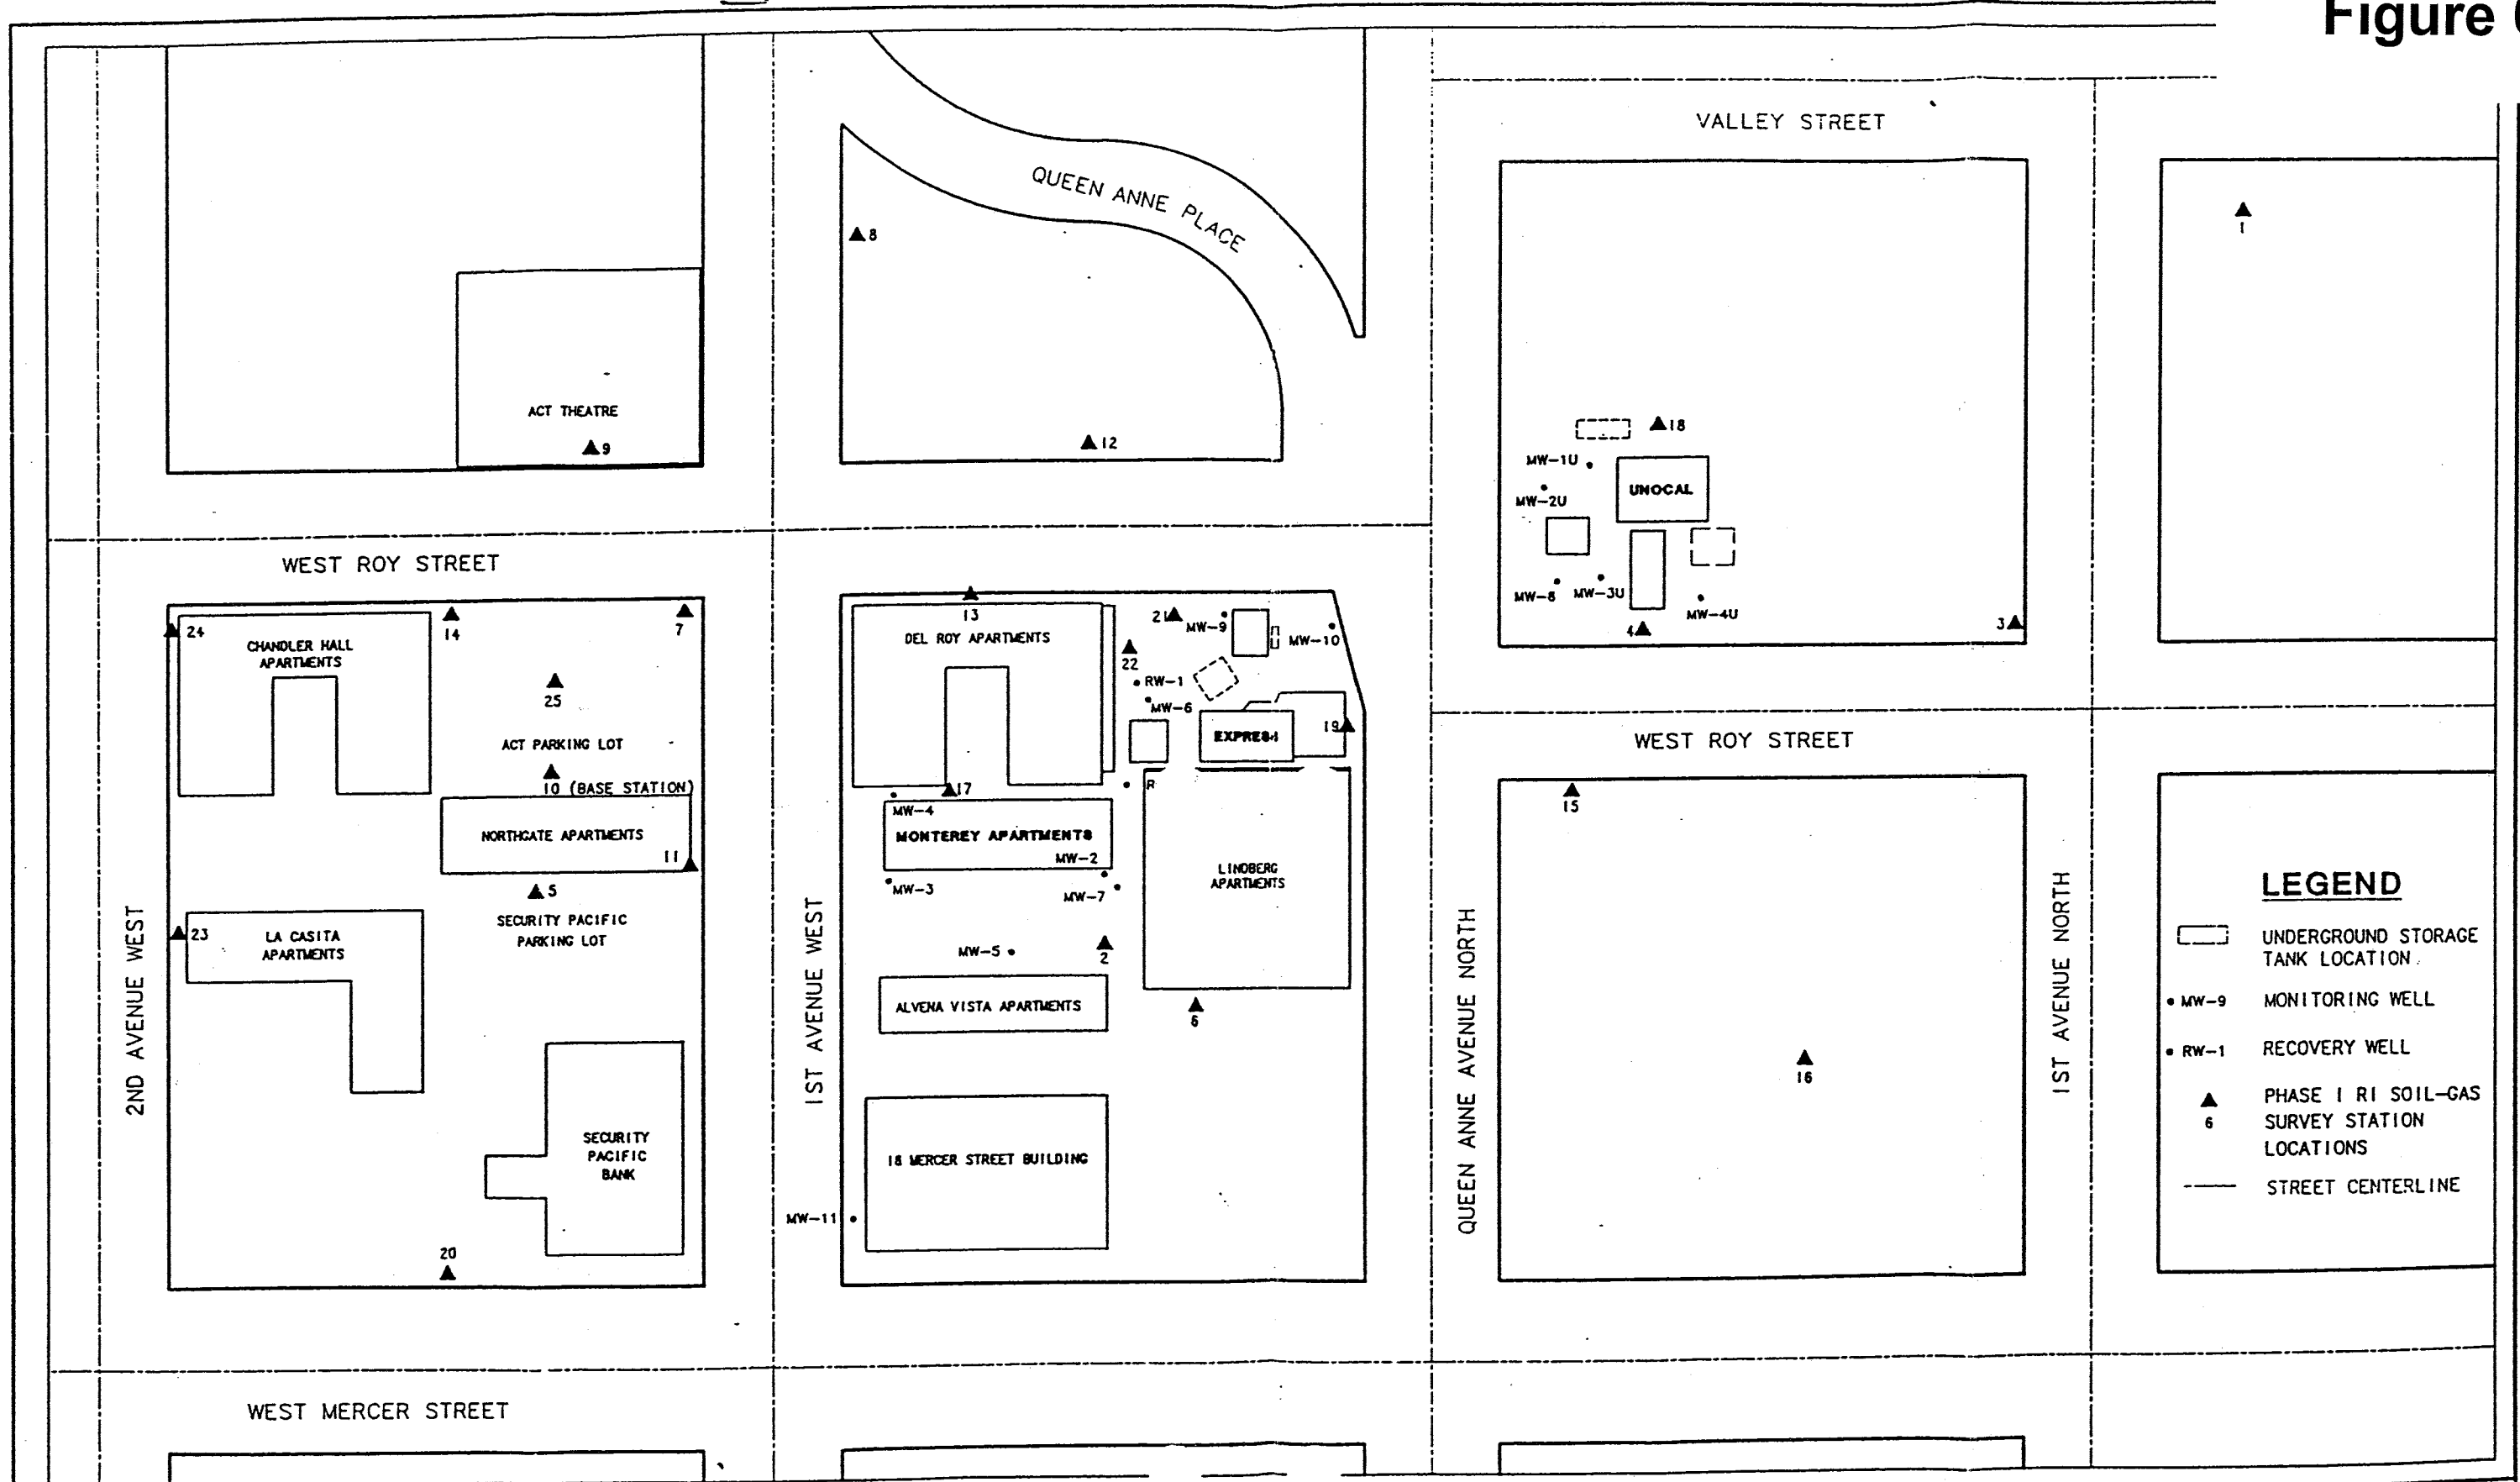 Figure
VALLEY STREET
QUEEN ANNE PLACE
1
8
ACT THEATRE
9
12
18
MW-1U
UNOCAL
MW-2U
MW-8
MW-3U
MW-4U
4
3
WEST ROY STREET
24
CHANDLER HALL
APARTMENTS
14
7
25
ACT PARKING LOT
10 (BASE STATION)
NORTHGATE APARTMENTS
11
5
SECURITY PACIFIC
PARKING LOT
23
LA CASITA
APARTMENTS
SECURITY
PACIFIC
BANK
20
2ND AVENUE WEST
13
DEL ROY APARTMENTS
21
MW-9
MW-10
22
RW-1
MW-6
EXPRESS
19
R
17
MW-4
MONTEREY APARTMENTS
MW-2
MW-3
MW-7
LINDBERG
APARTMENTS
MW-5
2
ALVENA VISTA APARTMENTS
6
18 MERCER STREET BUILDING
MW-11
1ST AVENUE WEST
WEST ROY STREET
15
16
QUEEN ANNE AVENUE NORTH
1ST AVENUE NORTH
LEGEND
UNDERGROUND STORAGE
TANK LOCATION
MW-9 MONITORING WELL
RW-1 RECOVERY WELL
6
PHASE I RI SOIL-GAS
SURVEY STATION
LOCATIONS
STREET CENTERLINE
WEST MERCER STREET